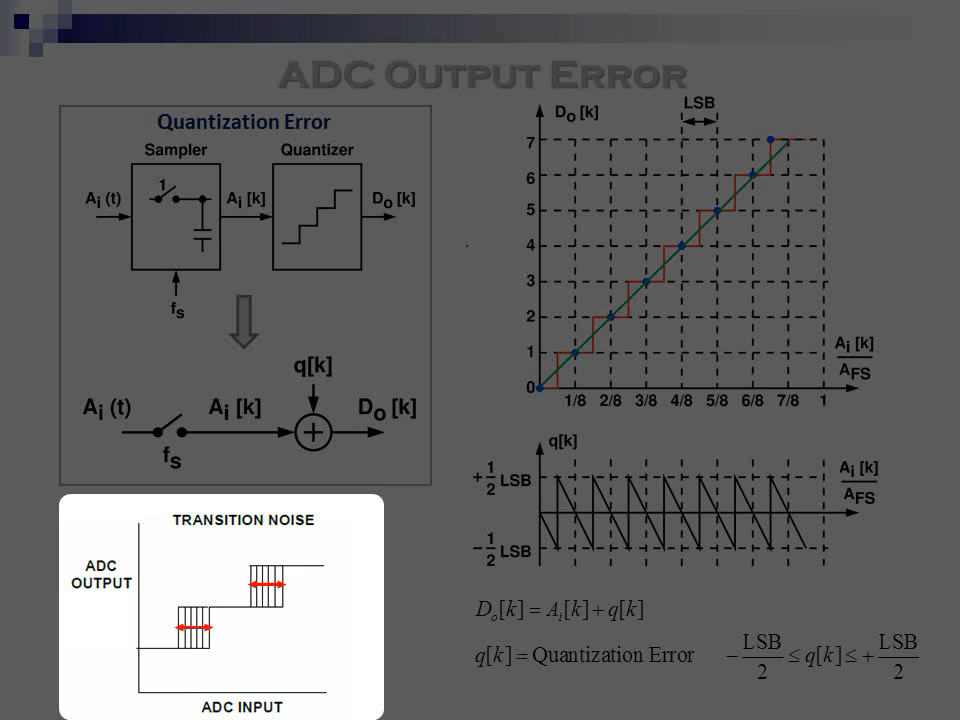 ADC OUTPUT ERROR
Quantization Error
Sampler
Quantizer
Ai (t)
1
Ai [k]
Do [k]
fs
q[k]
Ai (t)
Ai [k]
Do [k]
fs
TRANSITION NOISE
ADC
OUTPUT
ADC INPUT
Do [k]
LSB
7
6
5
4
3
2
1
0
1/8 2/8 3/8 4/8 5/8 6/8 7/8 1
Ai [k]
AFS
q[k]
+ 1/2 LSB
− 1/2 LSB
Ai [k]
AFS
Do[k] = Ai[k] + q[k]
q[k] = Quantization Error − LSB/2 ≤ q[k] ≤ + LSB/2